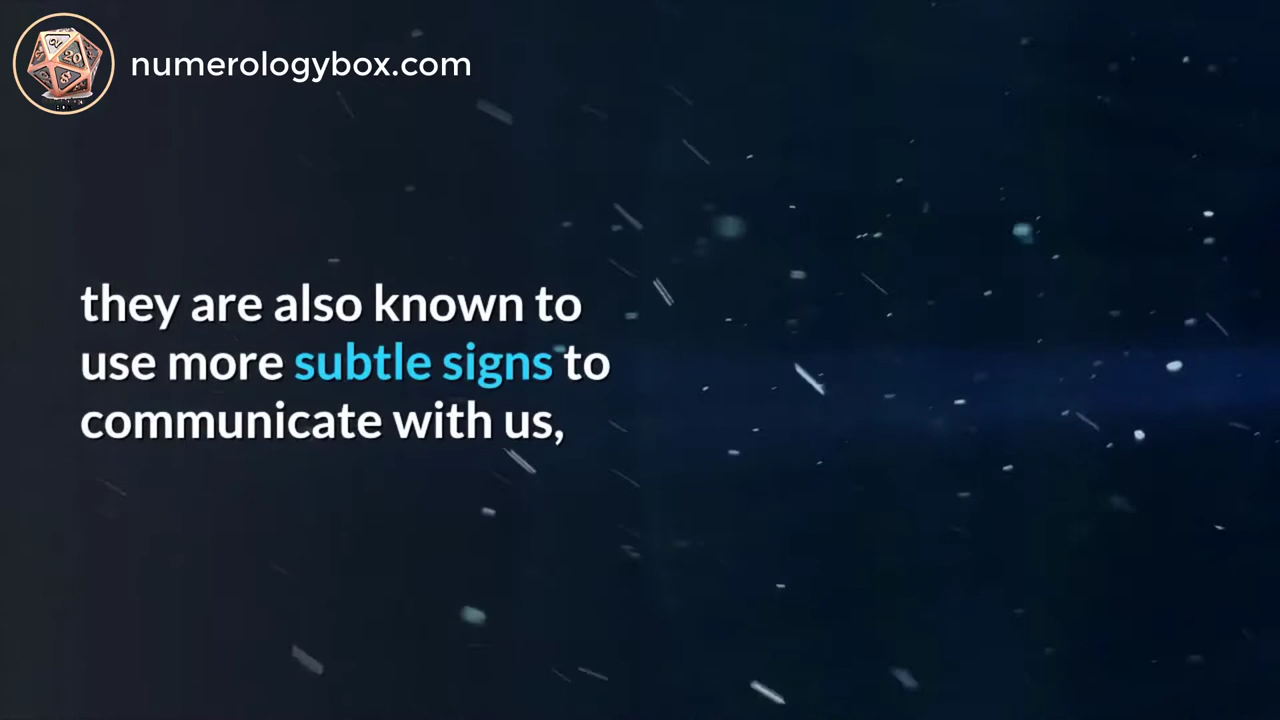 numerologybox.com
they are also known to
use more subtle signs to
communicate with us,